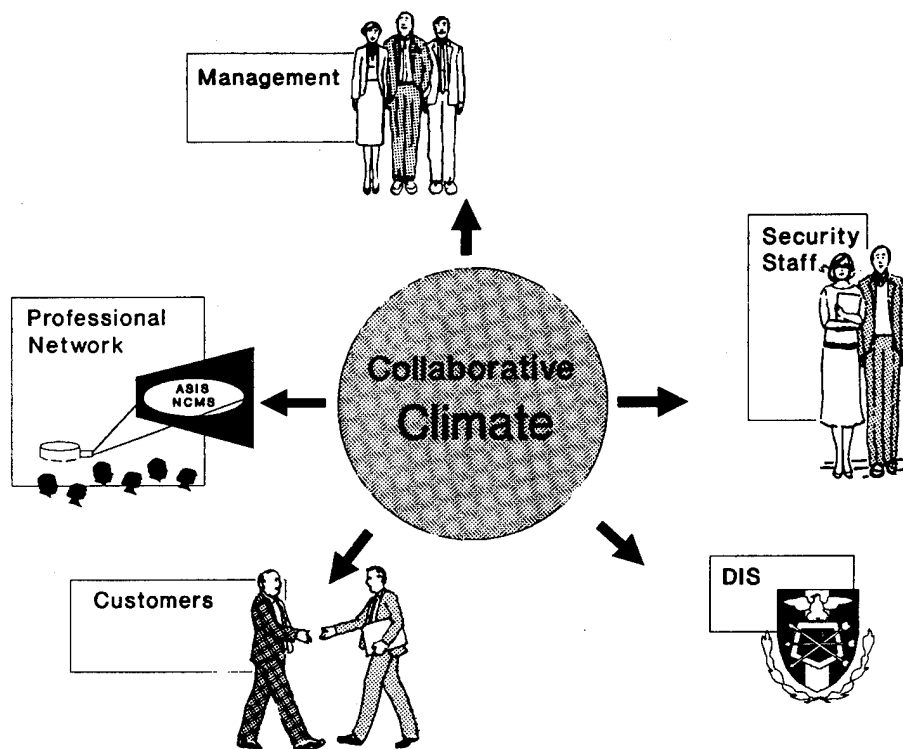 Management
Security
Staff
Professional
Network
ASIS
NCMS
Collaborative
Climate
Customers
DIS